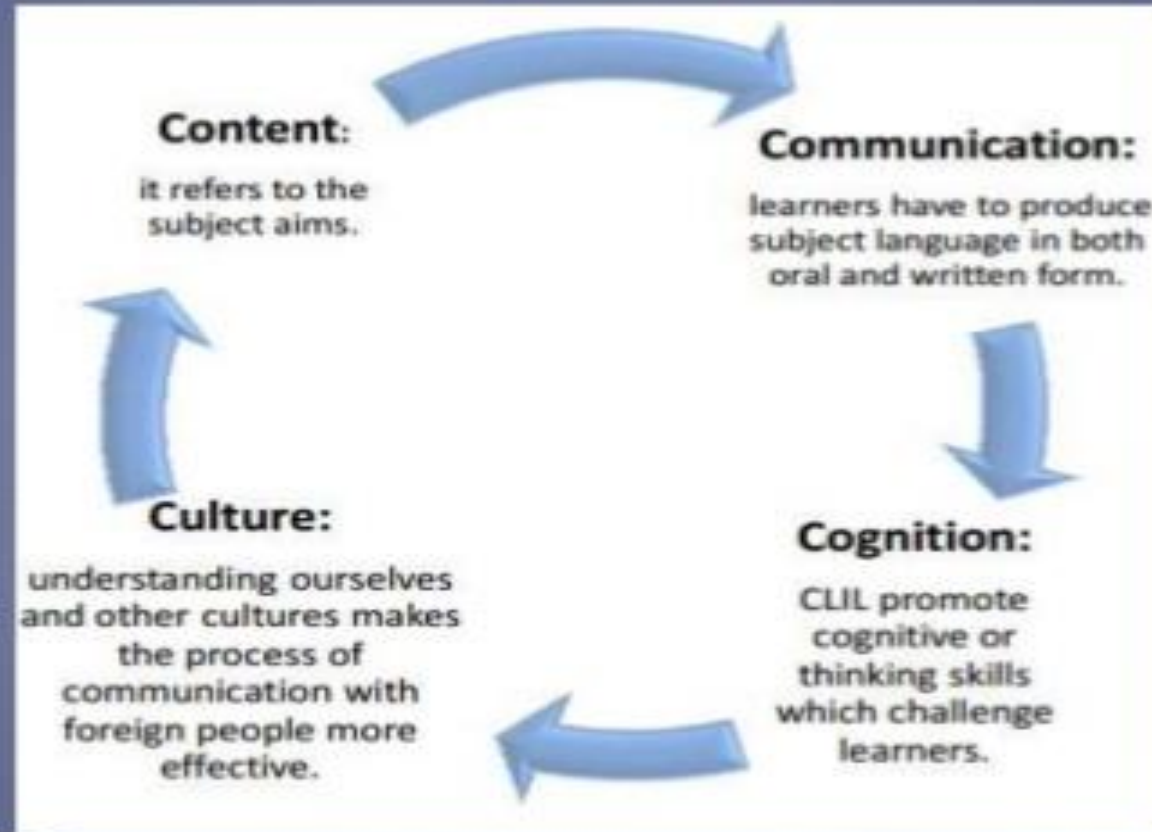 Content:
it refers to the
subject aims.
Communication:
learners have to produce
subject language in both
oral and written form.
Cognition:
CLIL promote
cognitive or
thinking skills
which challenge
learners.
Culture:
understanding ourselves
and other cultures makes
the process of
communication with
foreign people more
effective.